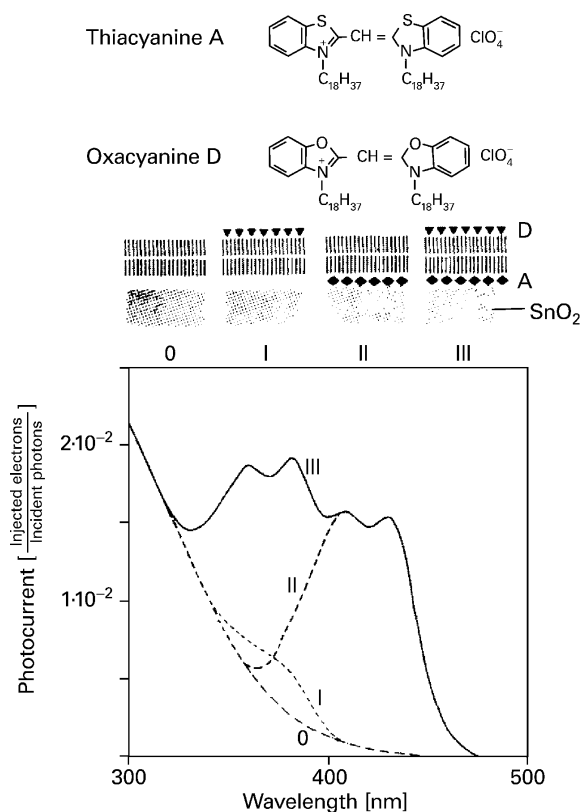 Thiacyanine A
S
S
CH =
ClO₄⁻
N⁺
N
C₁₈H₃₇
C₁₈H₃₇
Oxacyanine D
O
O
CH =
ClO₄⁻
N⁺
N
C₁₈H₃₇
C₁₈H₃₇
D
A
SnO₂
0 I II III
Photocurrent [Injected electrons / Incident photons]
2·10⁻²
1·10⁻²
III
II
I
0
300 400 500
Wavelength [nm]